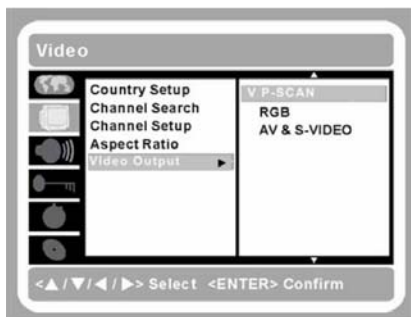 Video
Country Setup
Channel Search
Channel Setup
Aspect Ratio
Video Output ▶
V P-SCAN
RGB
AV & S-VIDEO
<▲ / ▼ / ◀ / ▶> Select <ENTER> Confirm